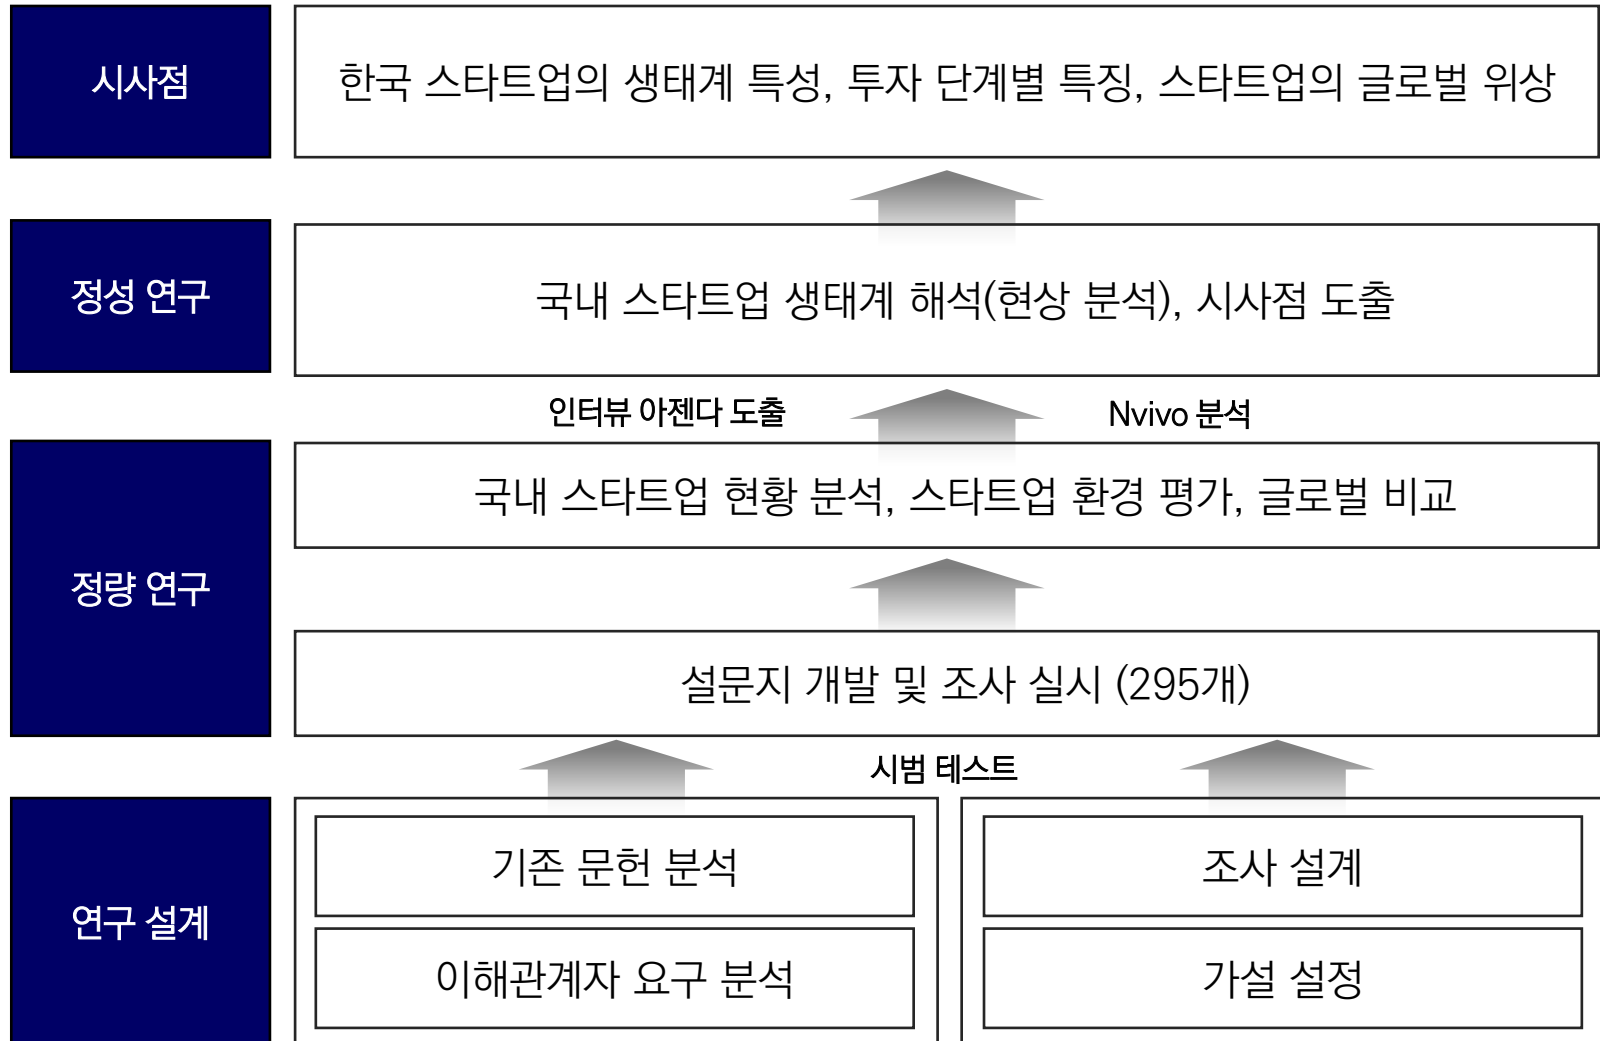 시사점
한국 스타트업의 생태계 특성, 투자 단계별 특징, 스타트업의 글로벌 위상
정성 연구
국내 스타트업 생태계 해석(현상 분석), 시사점 도출
인터뷰 아젠다 도출
Nvivo 분석
정량 연구
국내 스타트업 현황 분석, 스타트업 환경 평가, 글로벌 비교
설문지 개발 및 조사 실시 (295개)
시범 테스트
연구 설계
기존 문헌 분석
이해관계자 요구 분석
조사 설계
가설 설정